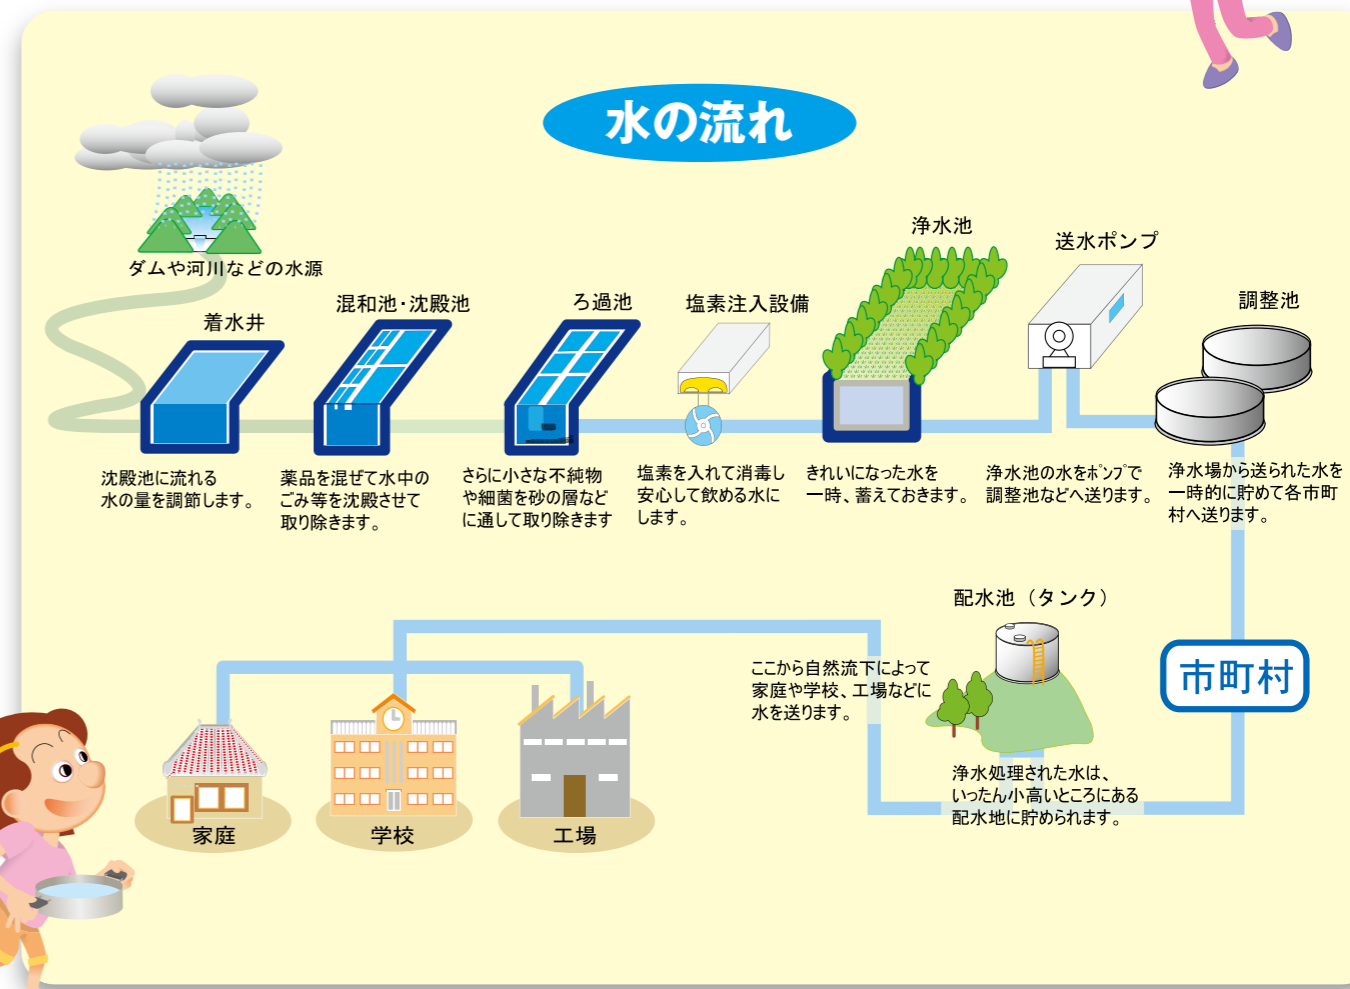 水の流れ
ダムや河川などの水源
着水井
沈殿池に流れる
水の量を調節します。
混和池・沈殿池
薬品を混ぜて水中の
ごみ等を沈殿させて
取り除きます。
ろ過池
さらに小さな不純物
や細菌を砂の層など
に通して取り除きます
塩素注入設備
塩素を入れて消毒し
安心して飲める水に
します。
浄水池
きれいになった水を
一時、蓄えておきます。
送水ポンプ
浄水池の水をポンプで
調整池などへ送ります。
調整池
浄水場から送られた水を
一時的に貯めて各市町
村へ送ります。
市町村
配水池（タンク）
浄水処理された水は、
いったん小高いところにある
配水地に貯められます。
ここから自然流下によって
家庭や学校、工場などに
水を送ります。
家庭
学校
工場